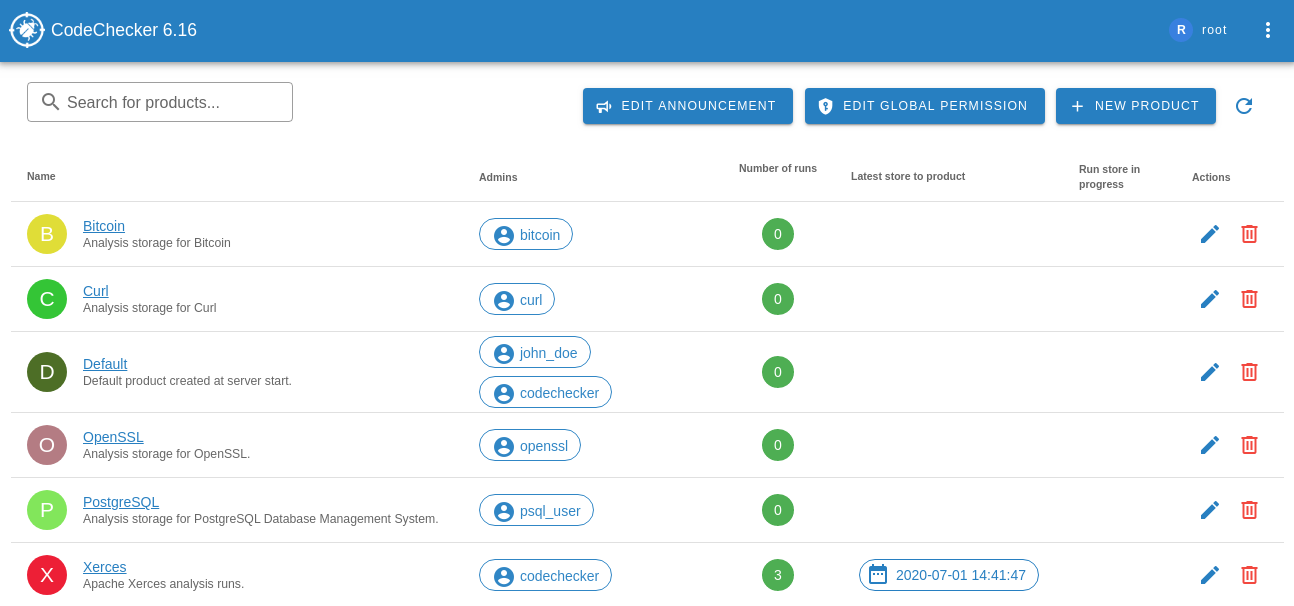 CodeChecker 6.16
R root
Search for products...
EDIT ANNOUNCEMENT
EDIT GLOBAL PERMISSION
NEW PRODUCT
Name
Admins
Number of runs
Latest store to product
Run store in
progress
Actions
B
Bitcoin
Analysis storage for Bitcoin
bitcoin
0
C
Curl
Analysis storage for Curl
curl
0
D
Default
Default product created at server start.
john_doe
codechecker
0
O
OpenSSL
Analysis storage for OpenSSL.
openssl
0
P
PostgreSQL
Analysis storage for PostgreSQL Database Management System.
psql_user
0
X
Xerces
Apache Xerces analysis runs.
codechecker
3
2020-07-01 14:41:47